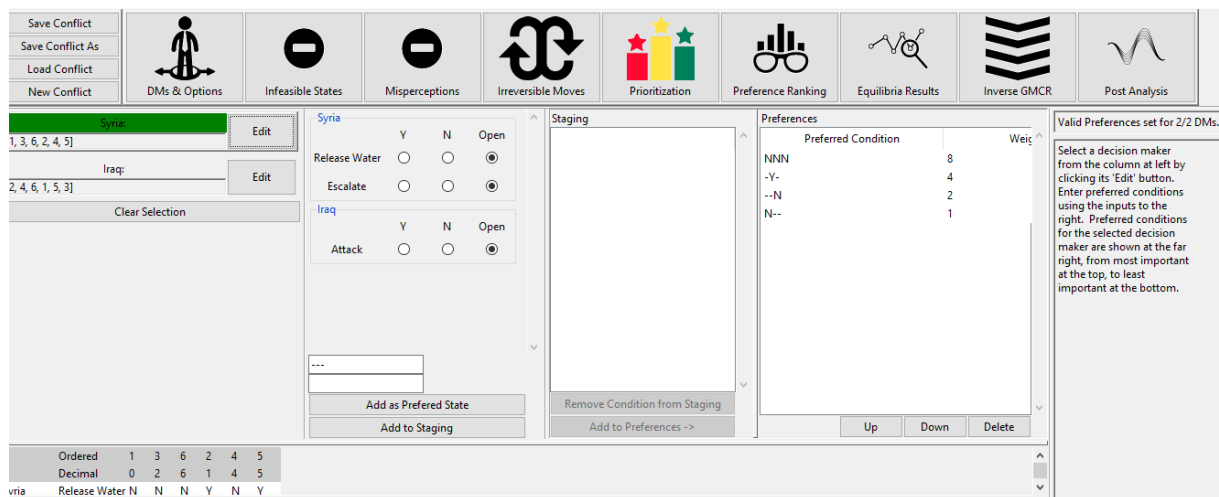 Save Conflict
Save Conflict As
Load Conflict
New Conflict
DMs & Options
Infeasible States
Misperceptions
Irreversible Moves
Prioritization
Preference Ranking
Equilibria Results
Inverse GMCR
Post Analysis
Syria:
1, 3, 6, 2, 4, 5]
Edit
Iraq:
2, 4, 6, 1, 5, 3]
Edit
Clear Selection
Syria
Y N Open
Release Water
Escalate
Iraq
Y N Open
Attack
---
Add as Prefered State
Add to Staging
Staging
Remove Condition from Staging
Add to Preferences ->
Preferences
Preferred Condition Weig
NNN 8
-Y- 4
--N 2
N-- 1
Up Down Delete
Valid Preferences set for 2/2 DMs.
Select a decision maker
from the column at left by
clicking its 'Edit' button.
Enter preferred conditions
using the inputs to the
right. Preferred conditions
for the selected decision
maker are shown at the far
right, from most important
at the top, to least
important at the bottom.
Ordered 1 3 6 2 4 5
Decimal 0 2 6 1 4 5
yria Release Water N N N Y N Y